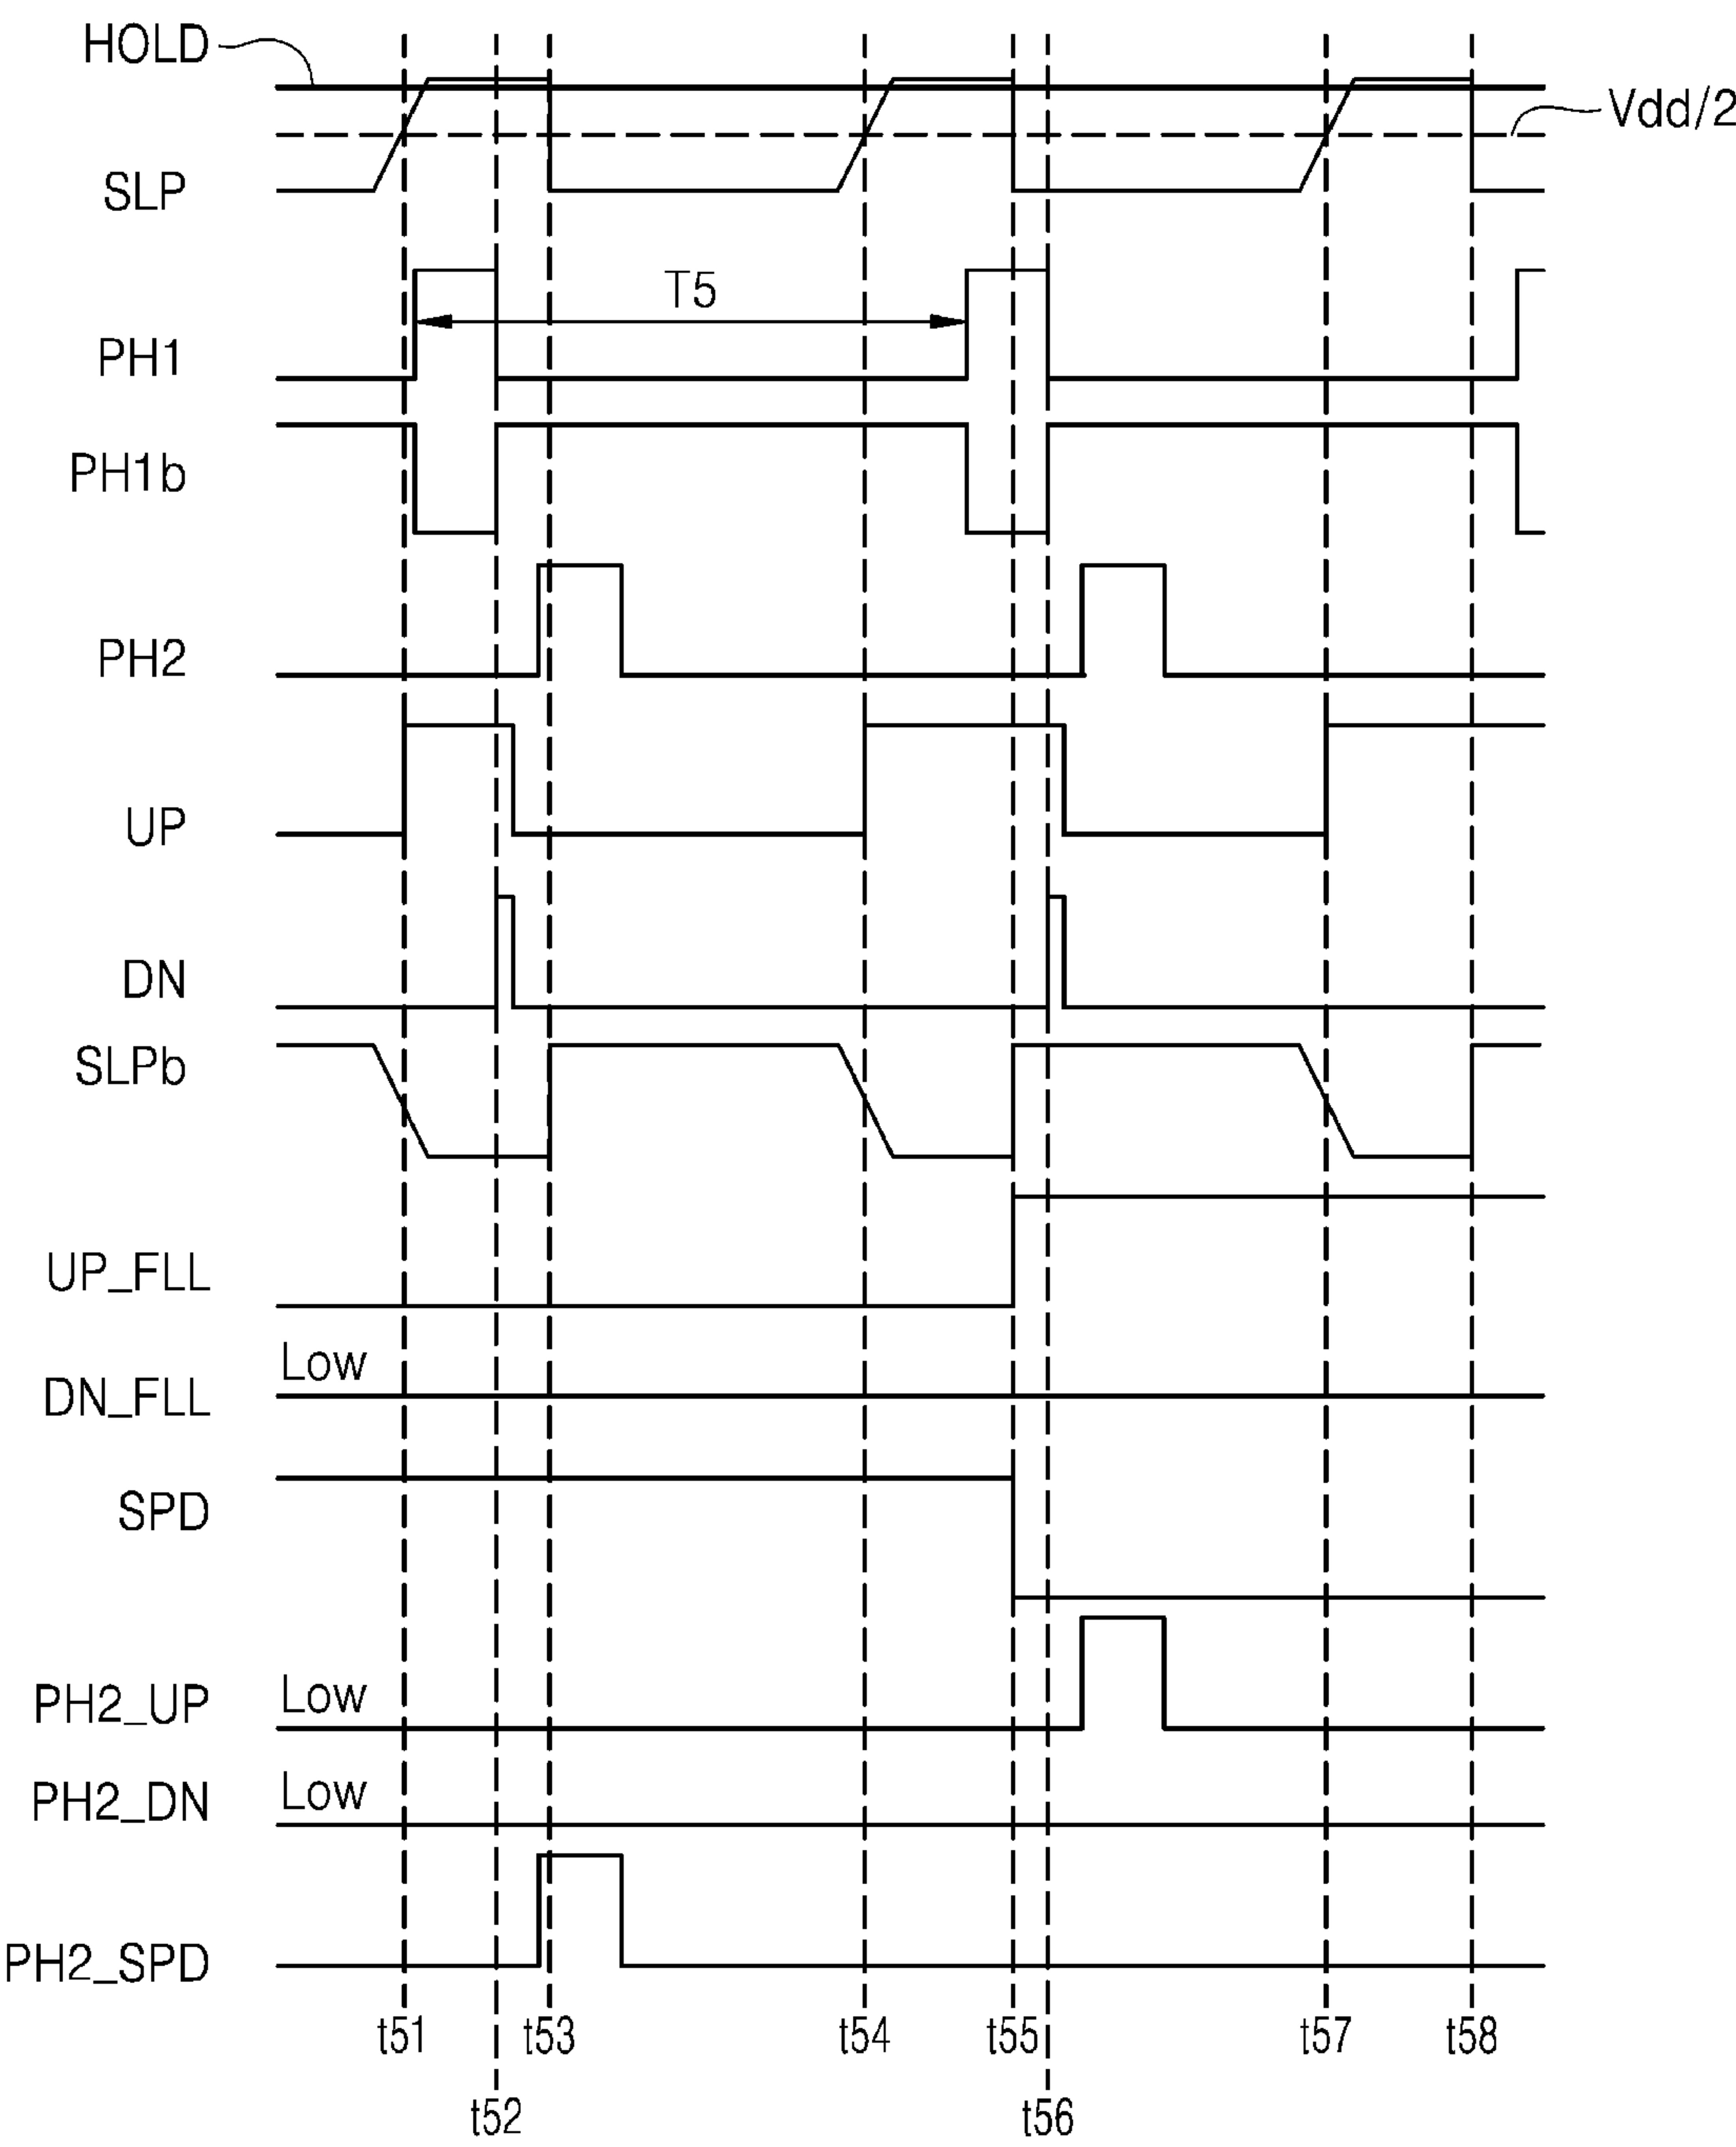 HOLD
Vdd/2
SLP
T5
PH1
PH1b
PH2
UP
DN
SLPb
UP_FLL
Low
DN_FLL
SPD
PH2_UP Low
PH2_DN Low
PH2_SPD
t51 t53 t54 t55 t57 t58
t52 t56